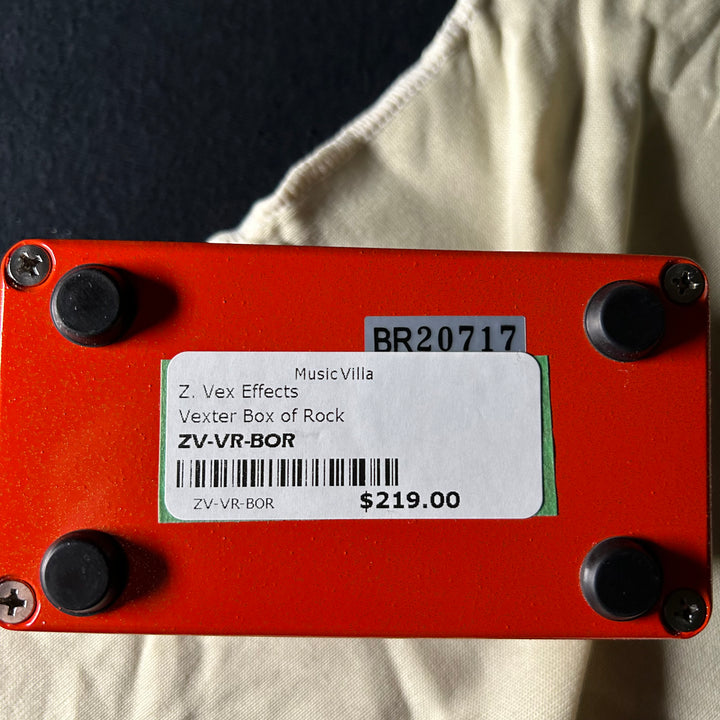 BR20717
Music Villa
Z. Vex Effects
Vexter Box of Rock
ZV-VR-BOR
ZV-VR-BOR $219.00